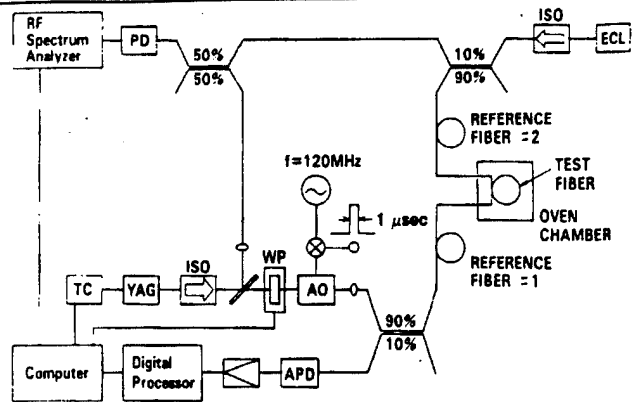 RF
Spectrum
Analyzer
PD
50%
50%
10%
90%
ISO
ECL
REFERENCE
FIBER =2
f=120MHz
TEST
FIBER
OVEN
CHAMBER
1 μsec
WP
REFERENCE
FIBER =1
TC
YAG
ISO
AO
90%
10%
Computer
Digital
Processor
APD